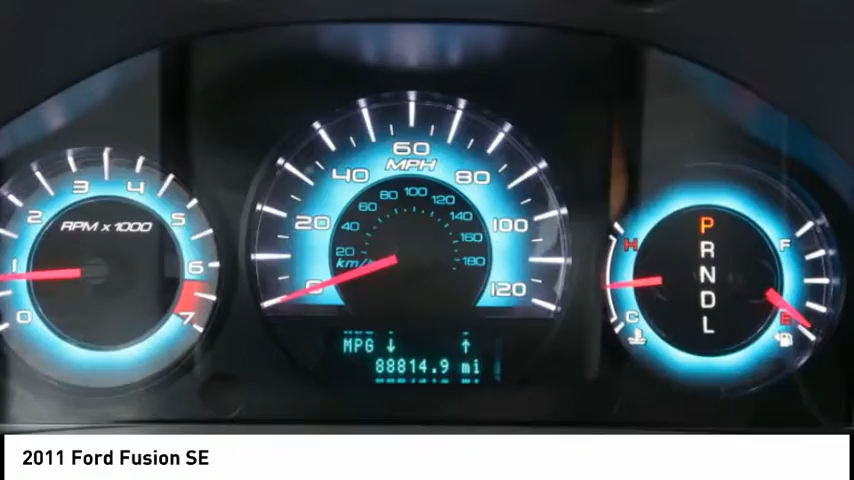 0 1 2 3 4 5 6 7
RPM x 1000
0 20 40 60 80 100 120
MPH
20 40 60 80 100 120 140 160 180
km/h
MPG ↓ ↑
88814.9 mi
H
C
P
R
N
D
L
F
E
2011 Ford Fusion SE